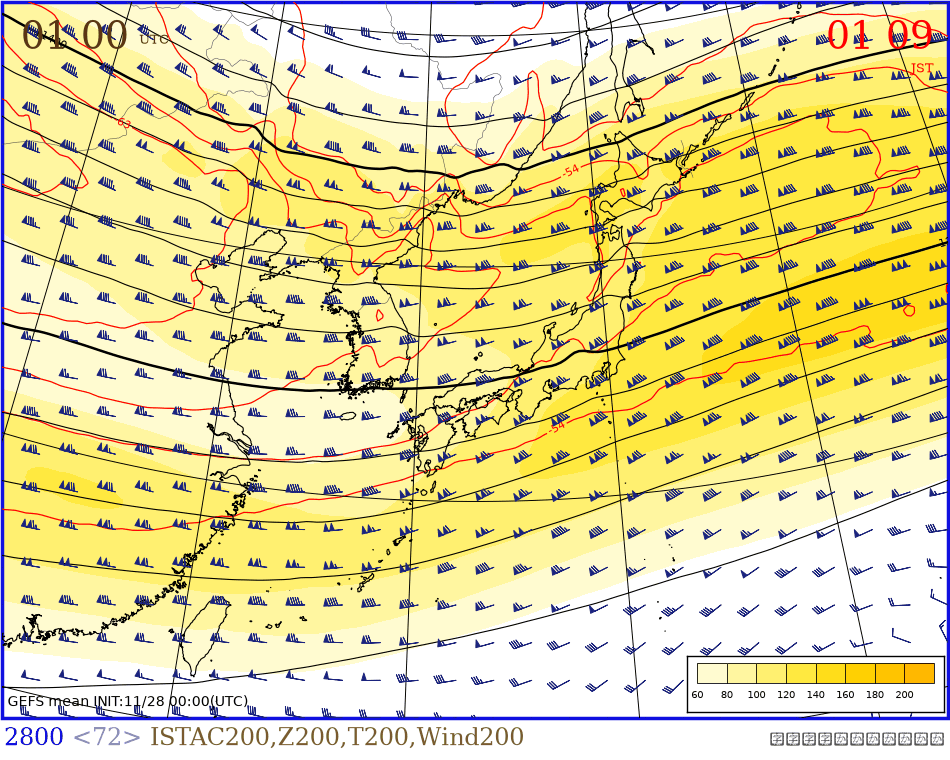 01 00 UTC
01 09
JST
-63
-54
-54
GEFS mean INIT:11/28 00:00(UTC)
60 80 100 120 140 160 180 200
2800 <72> ISTAC200,Z200,T200,Wind200